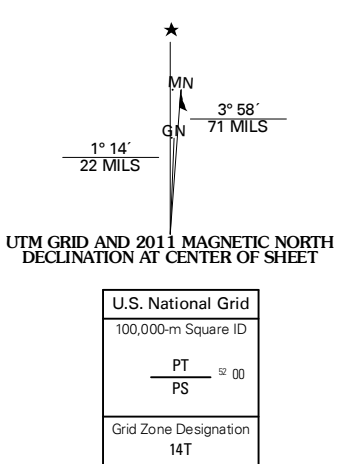 ★
MN
GN
3° 58´
71 MILS
1° 14´
22 MILS
UTM GRID AND 2011 MAGNETIC NORTH
DECLINATION AT CENTER OF SHEET
U.S. National Grid
100,000-m Square ID
PT
52 00
PS
Grid Zone Designation
14T